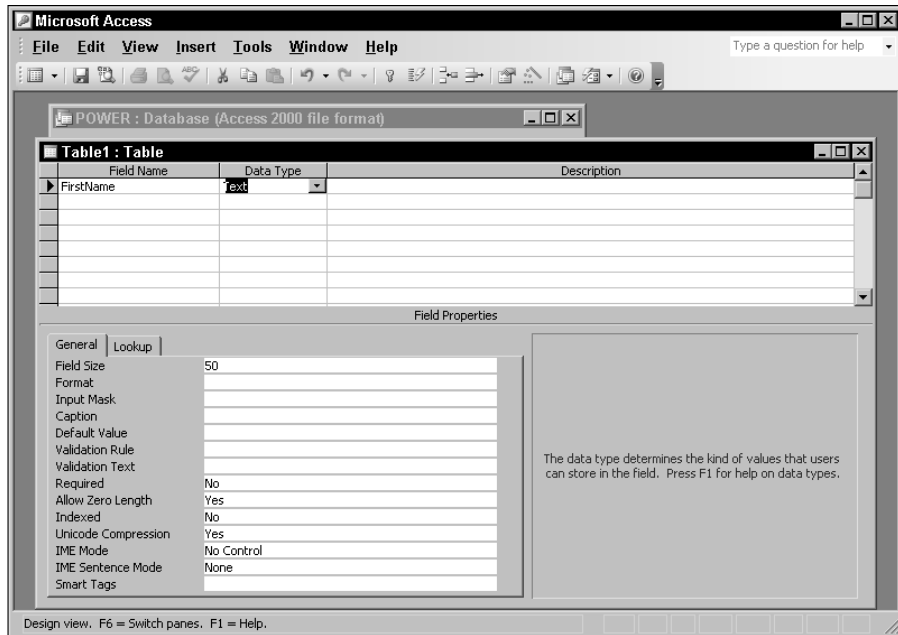 Microsoft Access
File Edit View Insert Tools Window Help Type a question for help
POWER : Database (Access 2000 file format)
Table1 : Table
Field Name Data Type Description
FirstName Text
Field Properties
General Lookup
Field Size 50
Format
Input Mask
Caption
Default Value
Validation Rule
Validation Text
Required No
Allow Zero Length Yes
Indexed No
Unicode Compression Yes
IME Mode No Control
IME Sentence Mode None
Smart Tags
The data type determines the kind of values that users
can store in the field. Press F1 for help on data types.
Design view. F6 = Switch panes. F1 = Help.